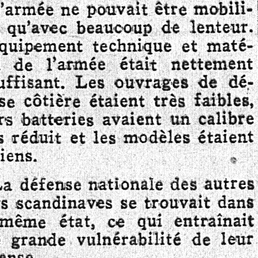 'armée ne pouvait être mobili-
qu'avec beaucoup de lenteur.
quipement technique et maté-
de l'armée était nettement
uffisant. Les ouvrages de dé-
se côtière étaient très faibles,
rs batteries avaient un calibre
s réduit et les modèles étaient
iens.
La défense nationale des autres
s scandinaves se trouvait dans
même état, ce qui entraînait
grande vulnérabilité de leur
ense.